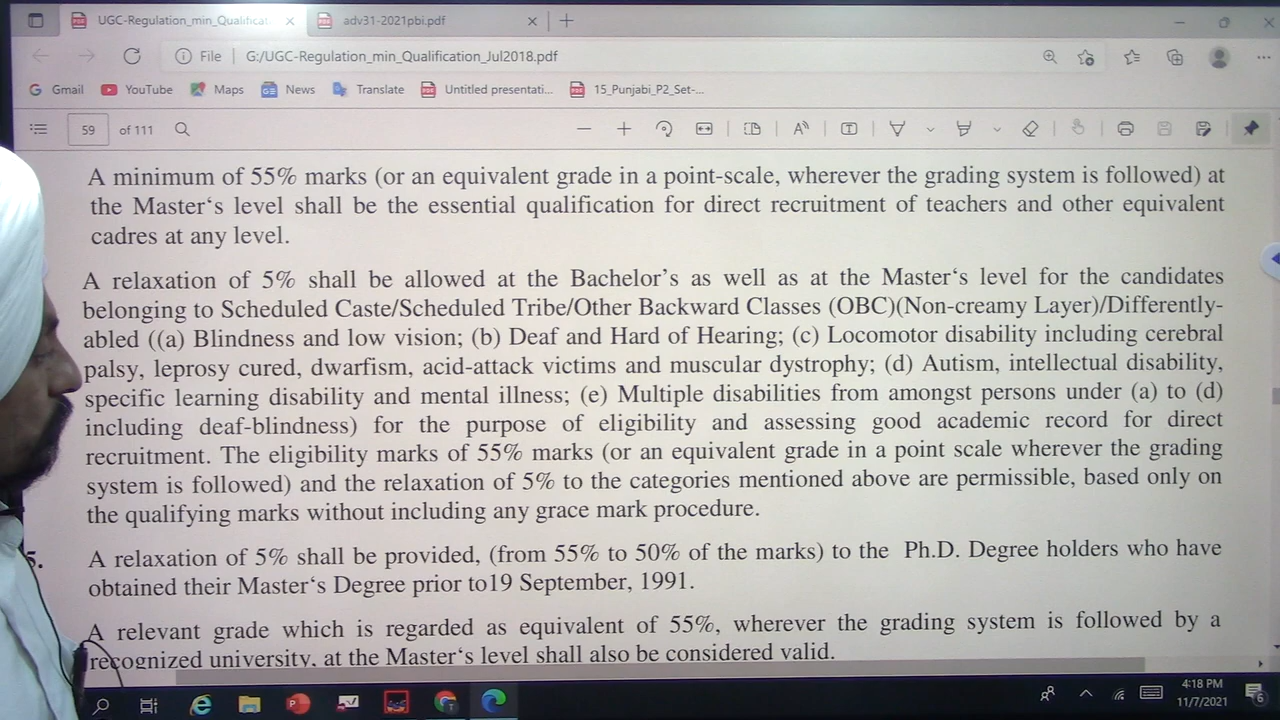 UGC-Regulation_min_Qualificat
adv31-2021pbi.pdf
File
G:/UGC-Regulation_min_Qualification_Jul2018.pdf
Gmail
YouTube
Maps
News
Translate
Untitled presentati...
15_Punjabi_P2_Set-...
59 of 111
A minimum of 55% marks (or an equivalent grade in a point-scale, wherever the grading system is followed) at
the Master‘s level shall be the essential qualification for direct recruitment of teachers and other equivalent
cadres at any level.
A relaxation of 5% shall be allowed at the Bachelor’s as well as at the Master‘s level for the candidates
belonging to Scheduled Caste/Scheduled Tribe/Other Backward Classes (OBC)(Non-creamy Layer)/Differently-
abled ((a) Blindness and low vision; (b) Deaf and Hard of Hearing; (c) Locomotor disability including cerebral
palsy, leprosy cured, dwarfism, acid-attack victims and muscular dystrophy; (d) Autism, intellectual disability,
specific learning disability and mental illness; (e) Multiple disabilities from amongst persons under (a) to (d)
including deaf-blindness) for the purpose of eligibility and assessing good academic record for direct
recruitment. The eligibility marks of 55% marks (or an equivalent grade in a point scale wherever the grading
system is followed) and the relaxation of 5% to the categories mentioned above are permissible, based only on
the qualifying marks without including any grace mark procedure.
5. A relaxation of 5% shall be provided, (from 55% to 50% of the marks) to the Ph.D. Degree holders who have
obtained their Master‘s Degree prior to19 September, 1991.
A relevant grade which is regarded as equivalent of 55%, wherever the grading system is followed by a
recognized university, at the Master‘s level shall also be considered valid.
4:18 PM
11/7/2021
6